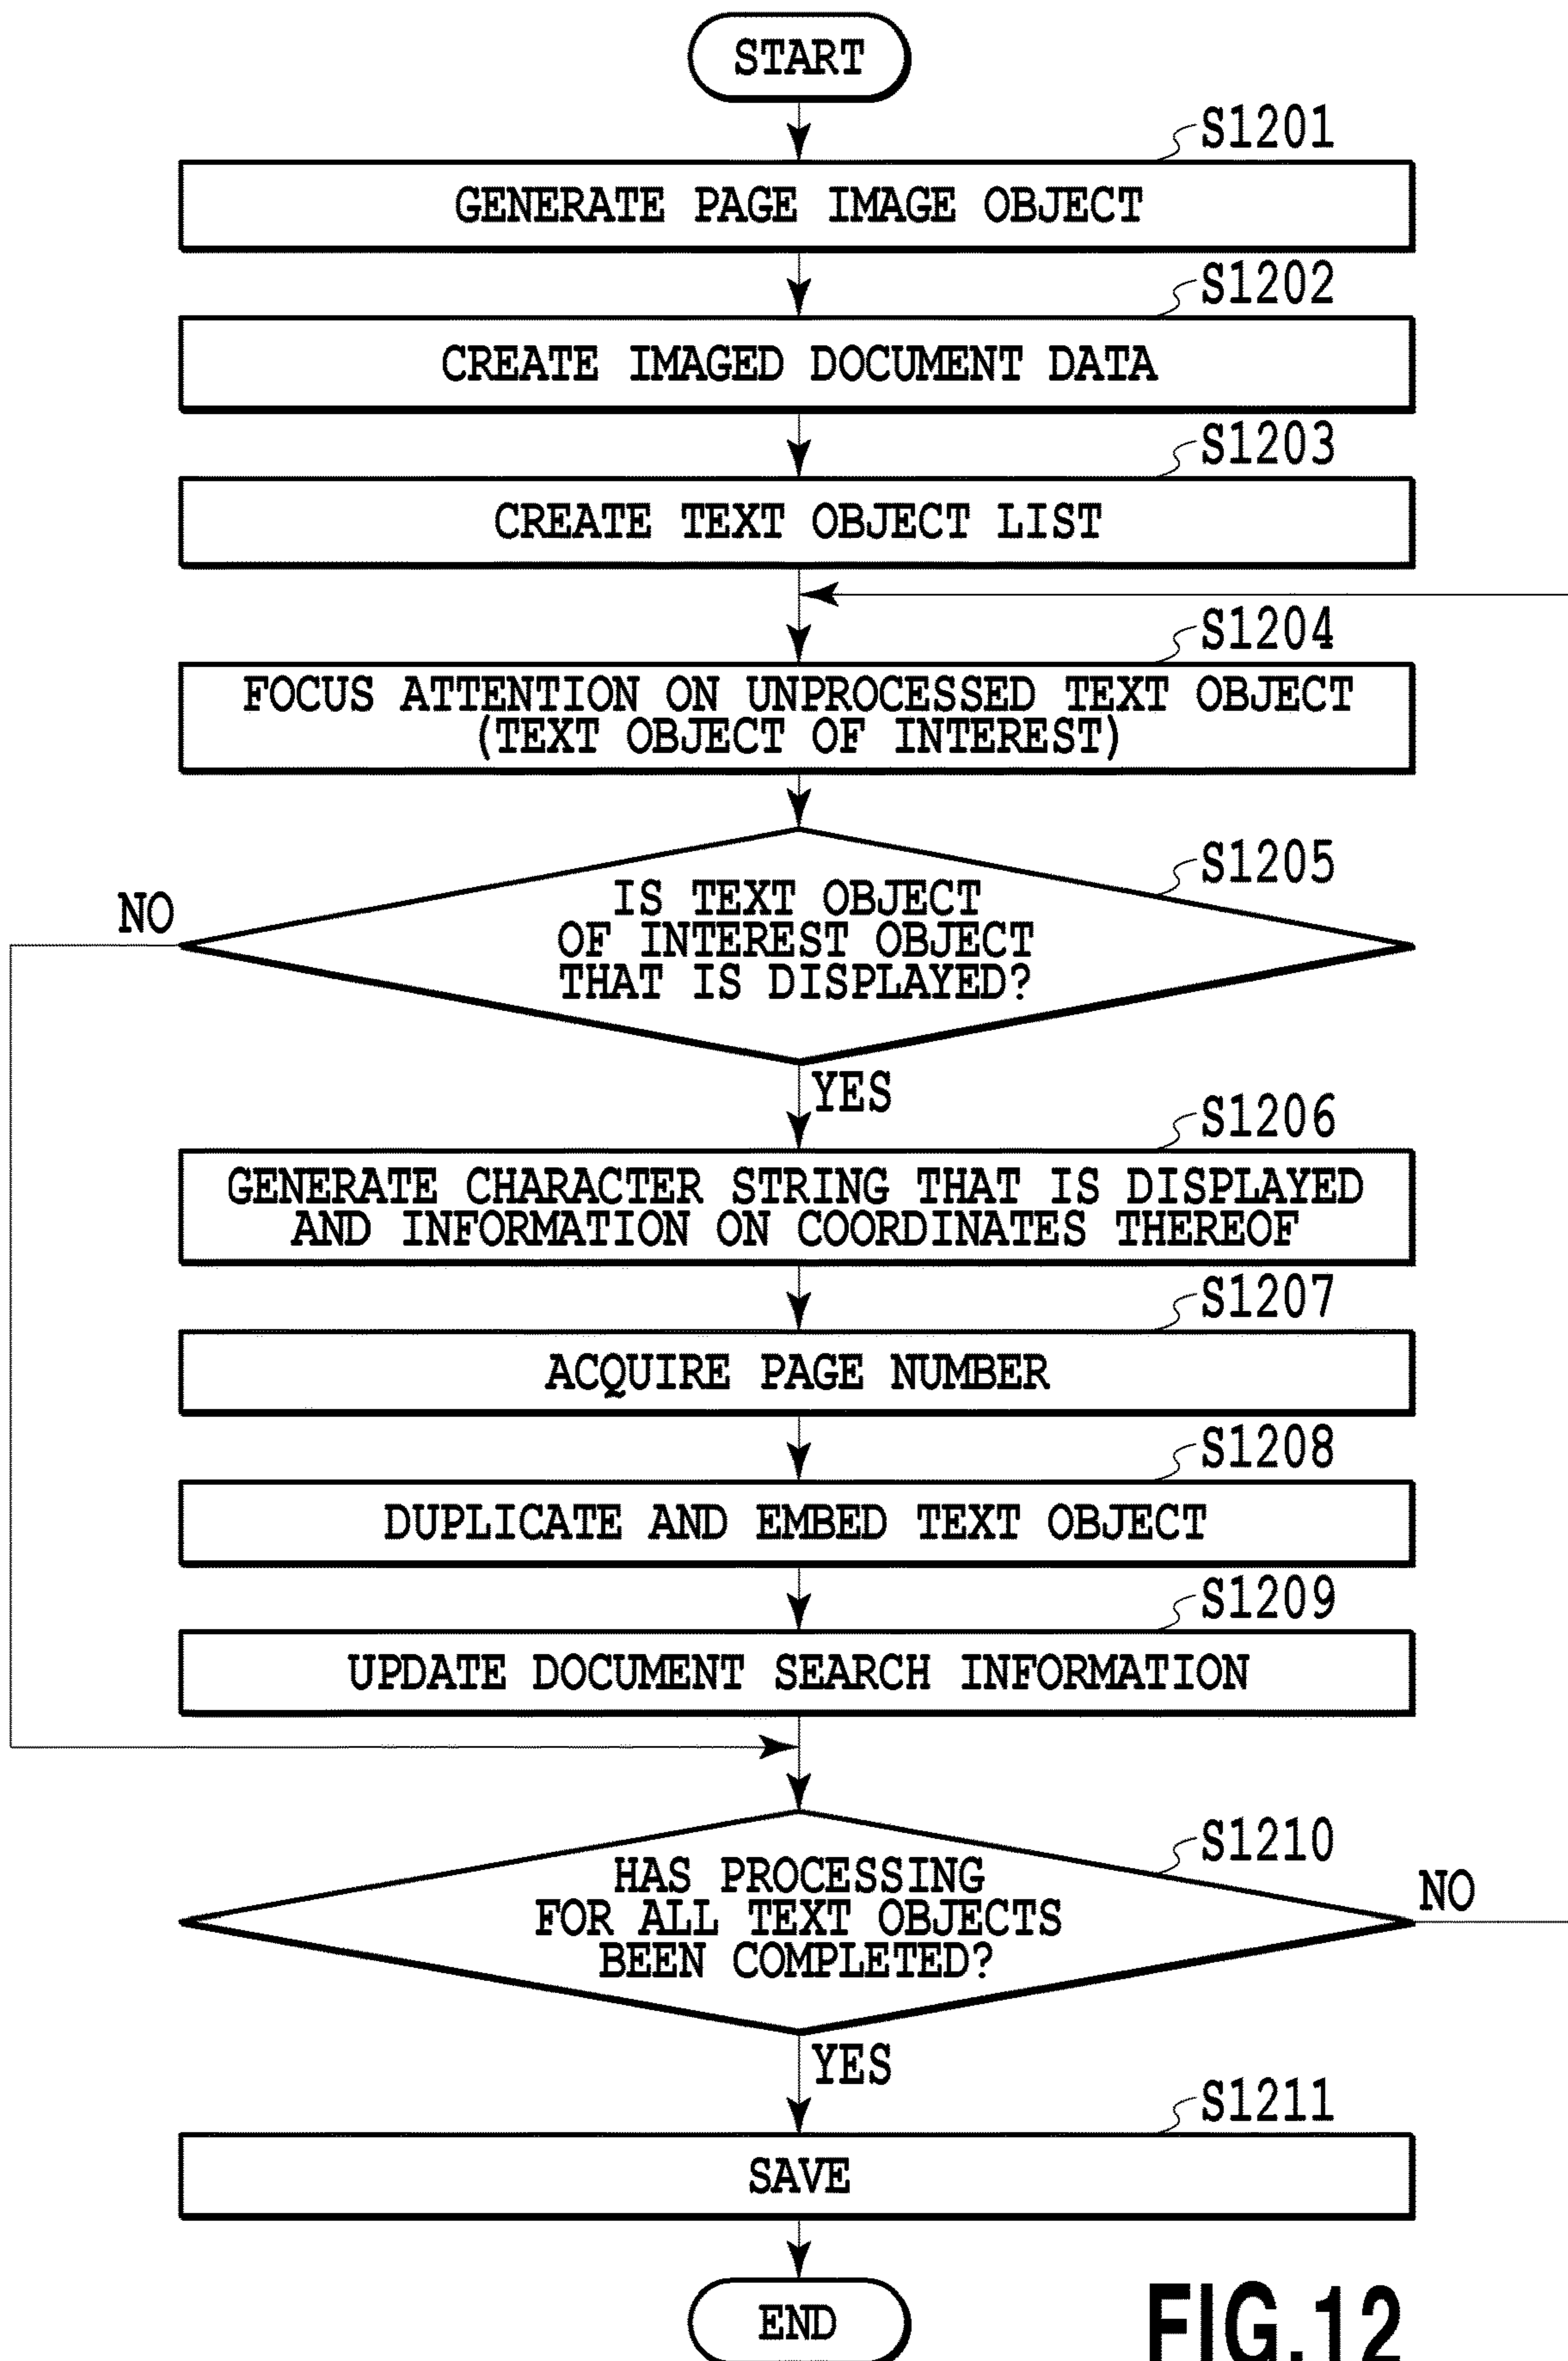 START
S1201
GENERATE PAGE IMAGE OBJECT
S1202
CREATE IMAGED DOCUMENT DATA
S1203
CREATE TEXT OBJECT LIST
S1204
FOCUS ATTENTION ON UNPROCESSED TEXT OBJECT
(TEXT OBJECT OF INTEREST)
S1205
NO
IS TEXT OBJECT
OF INTEREST OBJECT
THAT IS DISPLAYED?
YES
S1206
GENERATE CHARACTER STRING THAT IS DISPLAYED
AND INFORMATION ON COORDINATES THEREOF
S1207
ACQUIRE PAGE NUMBER
S1208
DUPLICATE AND EMBED TEXT OBJECT
S1209
UPDATE DOCUMENT SEARCH INFORMATION
S1210
HAS PROCESSING
FOR ALL TEXT OBJECTS
BEEN COMPLETED?
NO
YES
S1211
SAVE
END
FIG.12